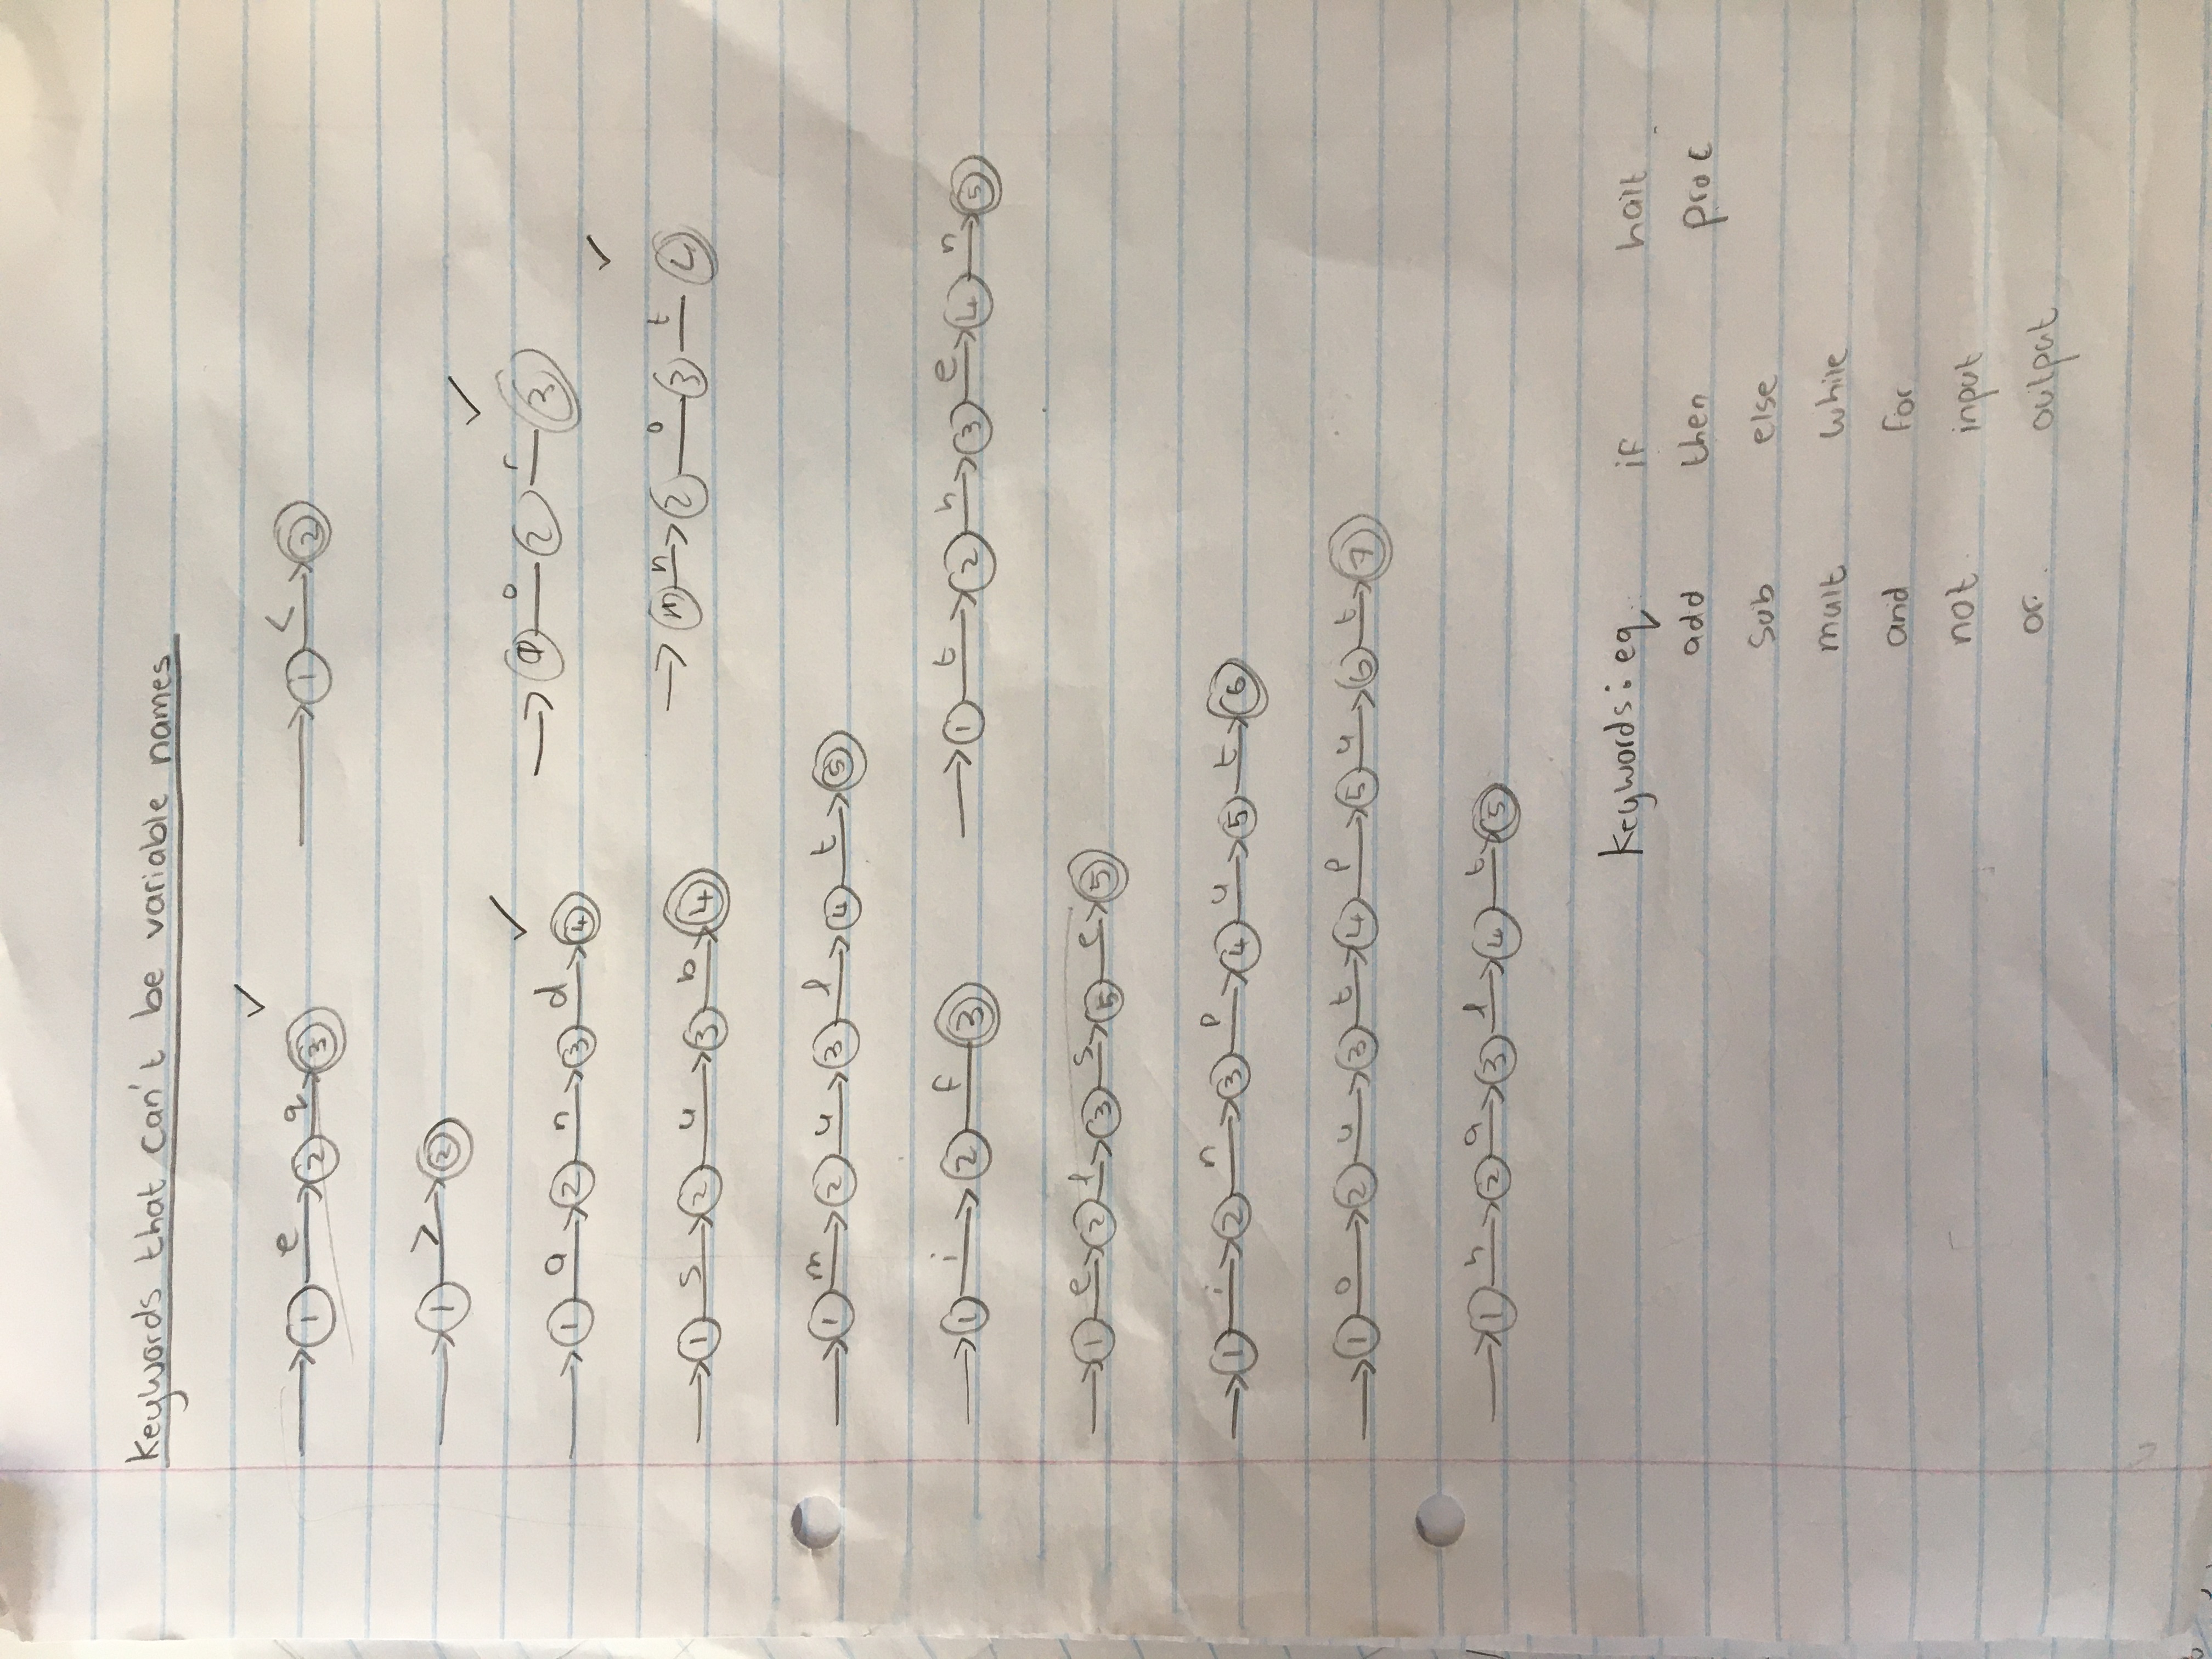 Keywords that can't be variable names
✓
→ 1 e → 2 q → 3
→ 1 < → 2
→ 1 > → 2
✓ ✓
→ 1 a → 2 n → 3 d → 4
→ 1 o 2 r 3
✓
→ 1 s → 2 u → 3 b → 4
→ n → 2 o 3 t 4
→ 1 m → 2 u → 3 l → 4 t → 5
→ 1 i → 2 f 3
→ 1 t → 2 h → 3 e → 4 n → 5
→ 1 e → 2 l → 3 s → 5 e → 5
→ 1 i → 2 n → 3 p → 4 u → 5 t → 6
→ 1 o → 2 u → 3 t → 4 p → 5 u → 6 t → 7
→ 1 h → 2 a → 3 l → 4 t → 5
Keywords: eq if halt
add then proc
sub else
mult while
and for
not input
or output